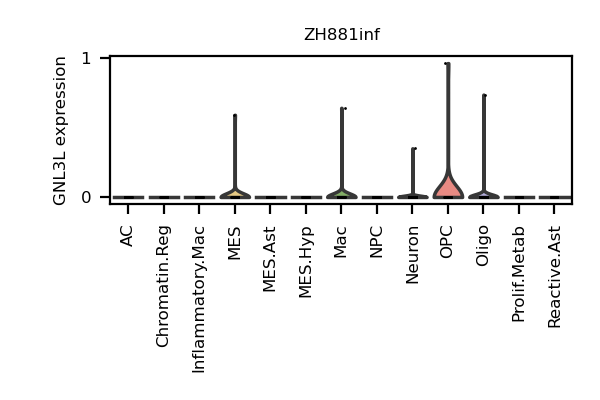 ZH881inf
GNL3L expression
1
0
AC
Chromatin.Reg
Inflammatory.Mac
MES
MES.Ast
MES.Hyp
Mac
NPC
Neuron
OPC
Oligo
Prolif.Metab
Reactive.Ast